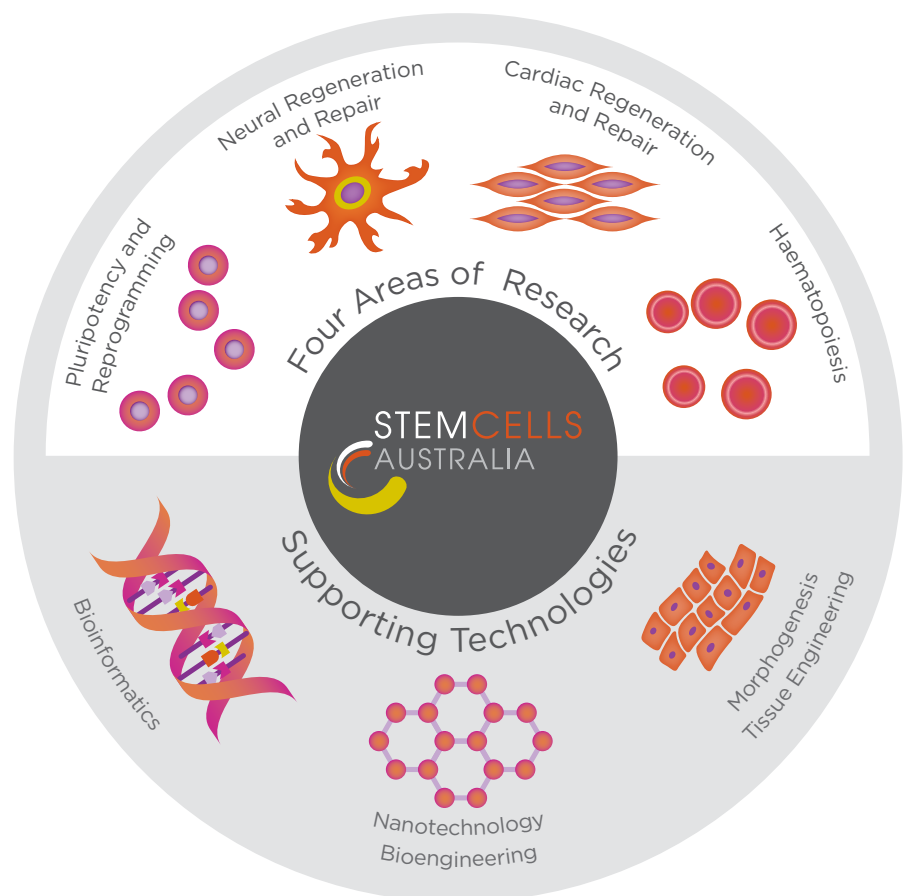 Neural Regeneration
and Repair
Cardiac Regeneration
and Repair
Pluripotency and
Reprogramming
Haematopoiesis
Four Areas of Research
STEMCELLS
AUSTRALIA
Supporting Technologies
Bioinformatics
Morphogenesis
Tissue Engineering
Nanotechnology
Bioengineering